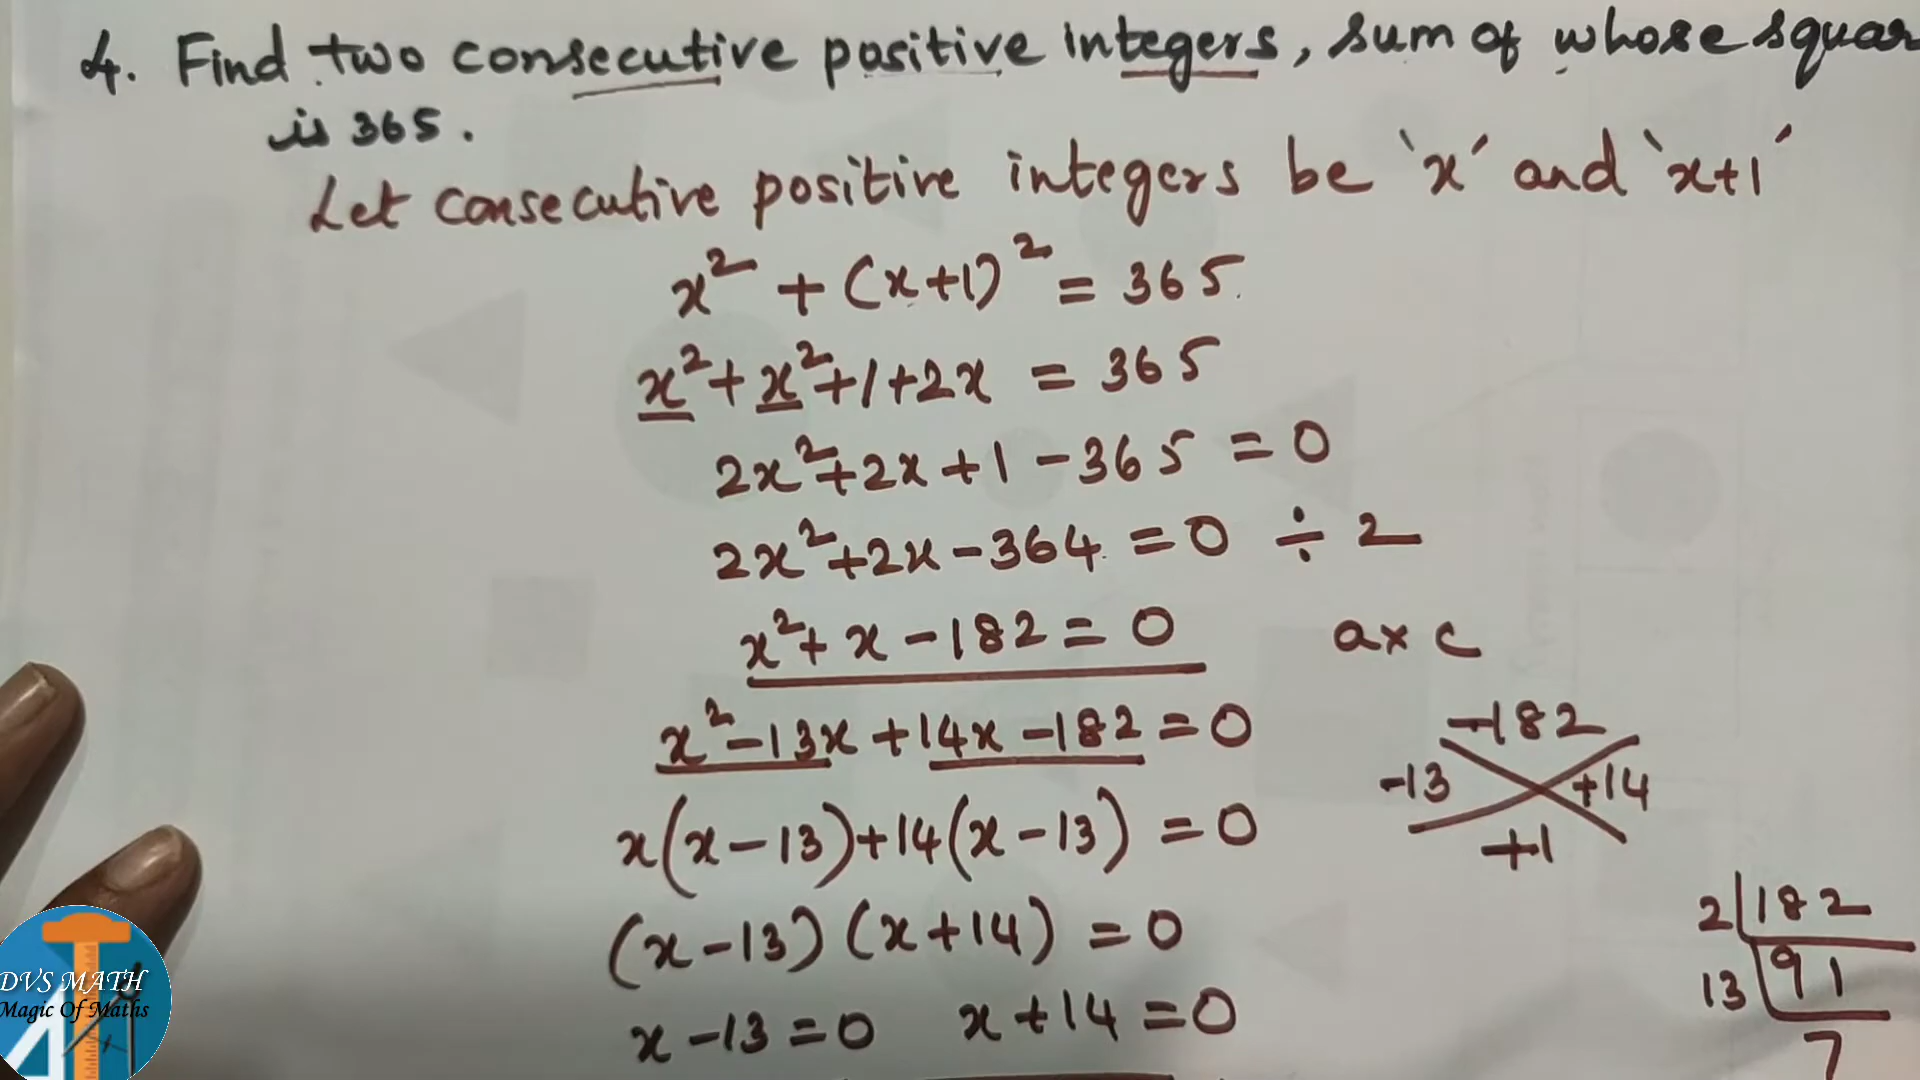 4. Find two consecutive positive integers, sum of whose squar
is 365.
Let consecutive positive integers be 'x' and 'x+1'
x² + (x+1)² = 365
x²+x²+1+2x = 365
2x²+2x+1-365 = 0
2x²+2x-364 = 0 ÷ 2
x²+x-182 = 0
a×c
x²-13x+14x-182 = 0
-182
-13 +14
+1
x(x-13)+14(x-13) = 0
(x-13)(x+14) = 0
x-13=0 x+14=0
2|182
13|91
7
DVS MATH
Magic Of Maths